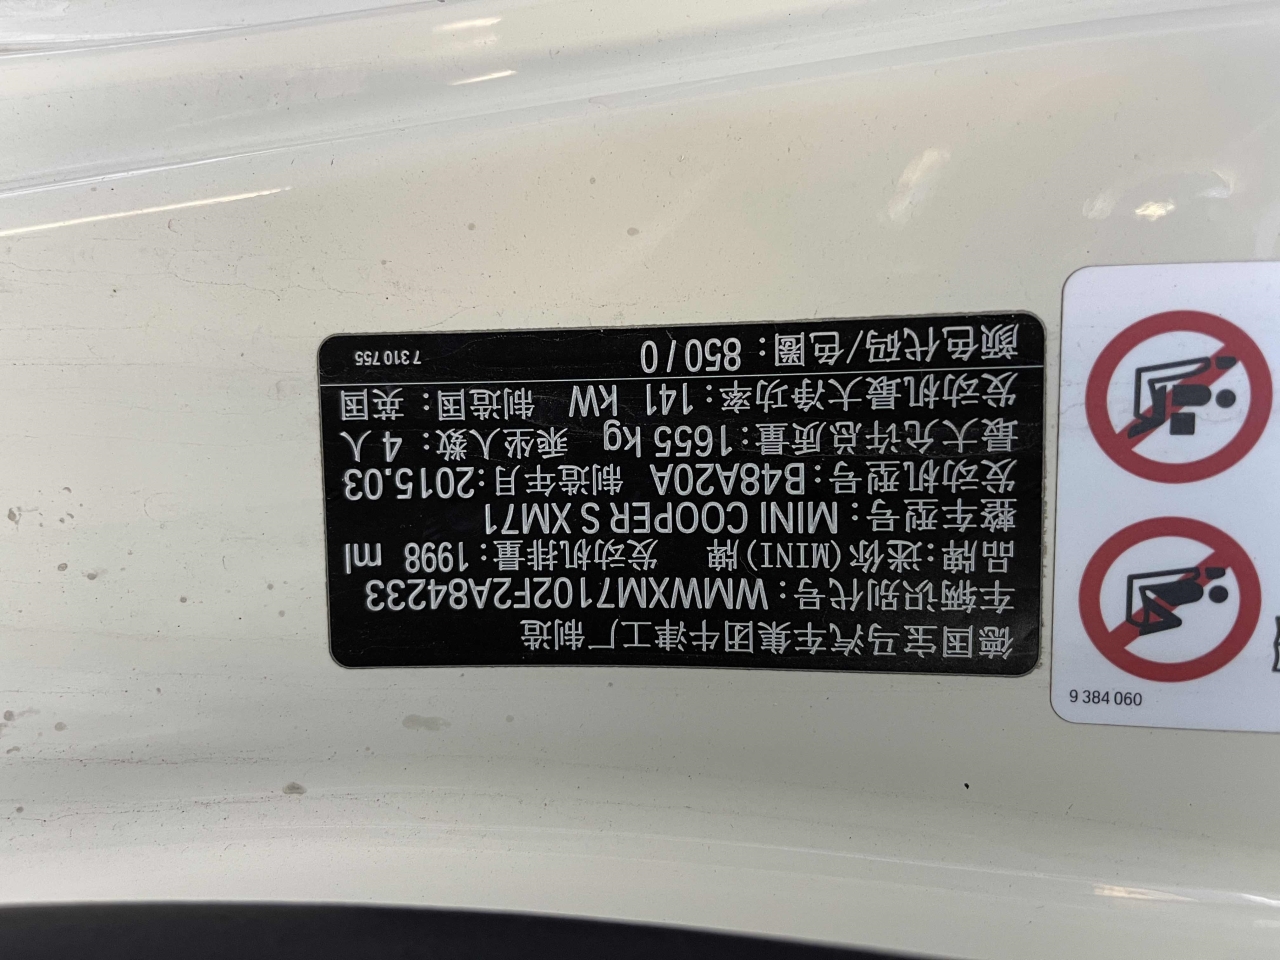 德国宝马汽车集团牛津工厂制造
车辆识别代号：WMWXM7102F2A84233
品牌：迷你(MINI)牌 发动机排量：1998 ml
整车型号：MINI COOPER S XM71
发动机型号：B48A20A 制造年月：2015.03
最大允许总质量：1655 kg 乘坐人数：4 人
发动机最大净功率：141 kW 制造国：英国
颜色代码/色圈：850 / 0 7 310 755
9 384 060